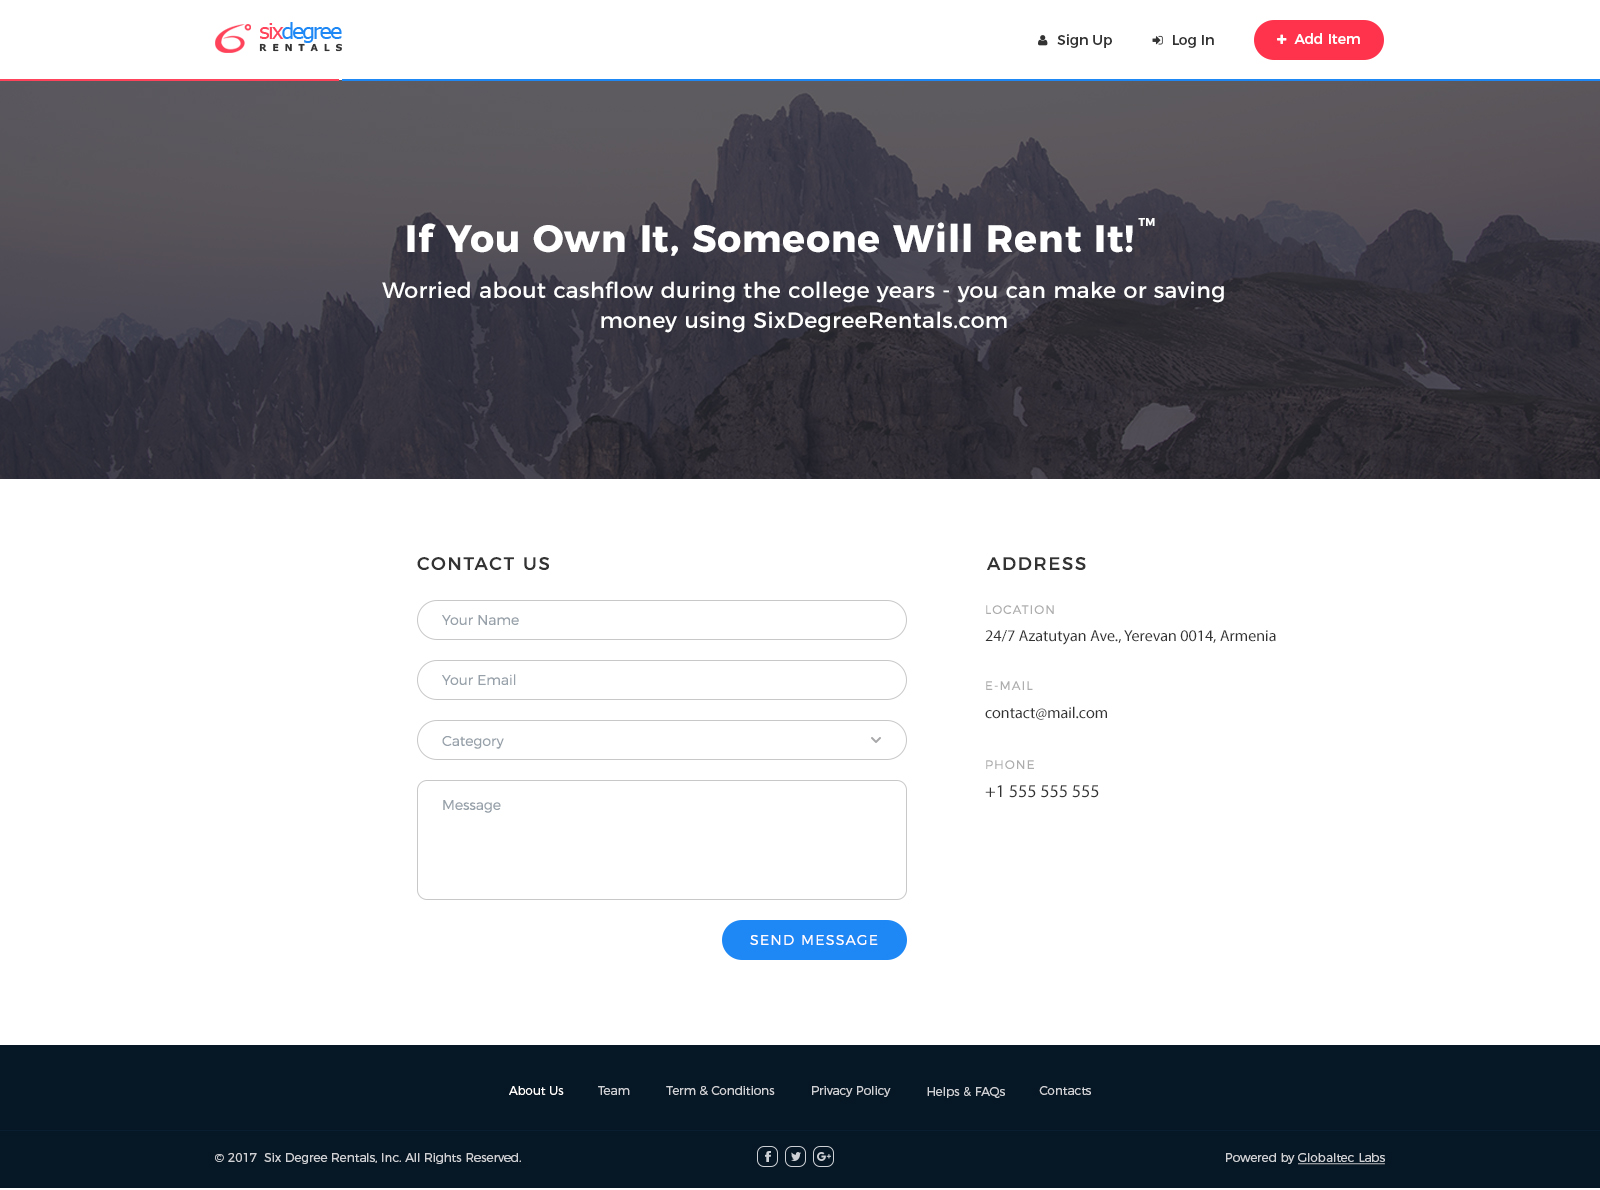 sixdegree
RENTALS
Sign Up
Log In
+ Add Item
If You Own It, Someone Will Rent It!™
Worried about cashflow during the college years - you can make or saving
money using SixDegreeRentals.com
CONTACT US
Your Name
Your Email
Category
Message
SEND MESSAGE
ADDRESS
LOCATION
24/7 Azatutyan Ave., Yerevan 0014, Armenia
E-MAIL
contact@mail.com
PHONE
+1 555 555 555
About Us Team Term & Conditions Privacy Policy Helps & FAQs Contacts
© 2017 Six Degree Rentals, Inc. All Rights Reserved.
Powered by Globaltec Labs